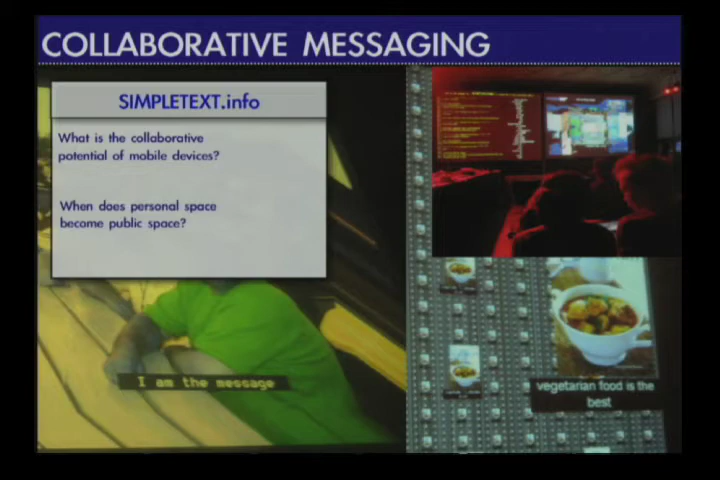 COLLABORATIVE MESSAGING
SIMPLETEXT.info
What is the collaborative
potential of mobile devices?
When does personal space
become public space?
I am the message
vegetarian food is the
best